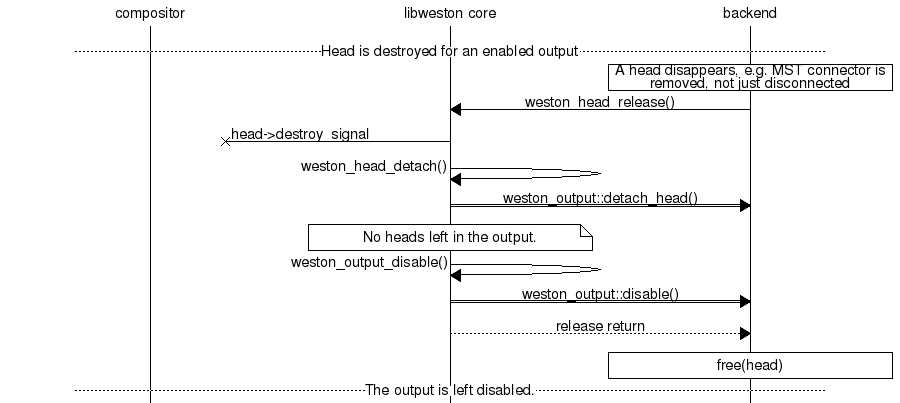 compositor libweston core backend
Head is destroyed for an enabled output
A head disappears, e.g. MST connector is
removed, not just disconnected
weston_head_release()
head->destroy_signal
weston_head_detach()
weston_output::detach_head()
No heads left in the output.
weston_output_disable()
weston_output::disable()
release return
free(head)
The output is left disabled.